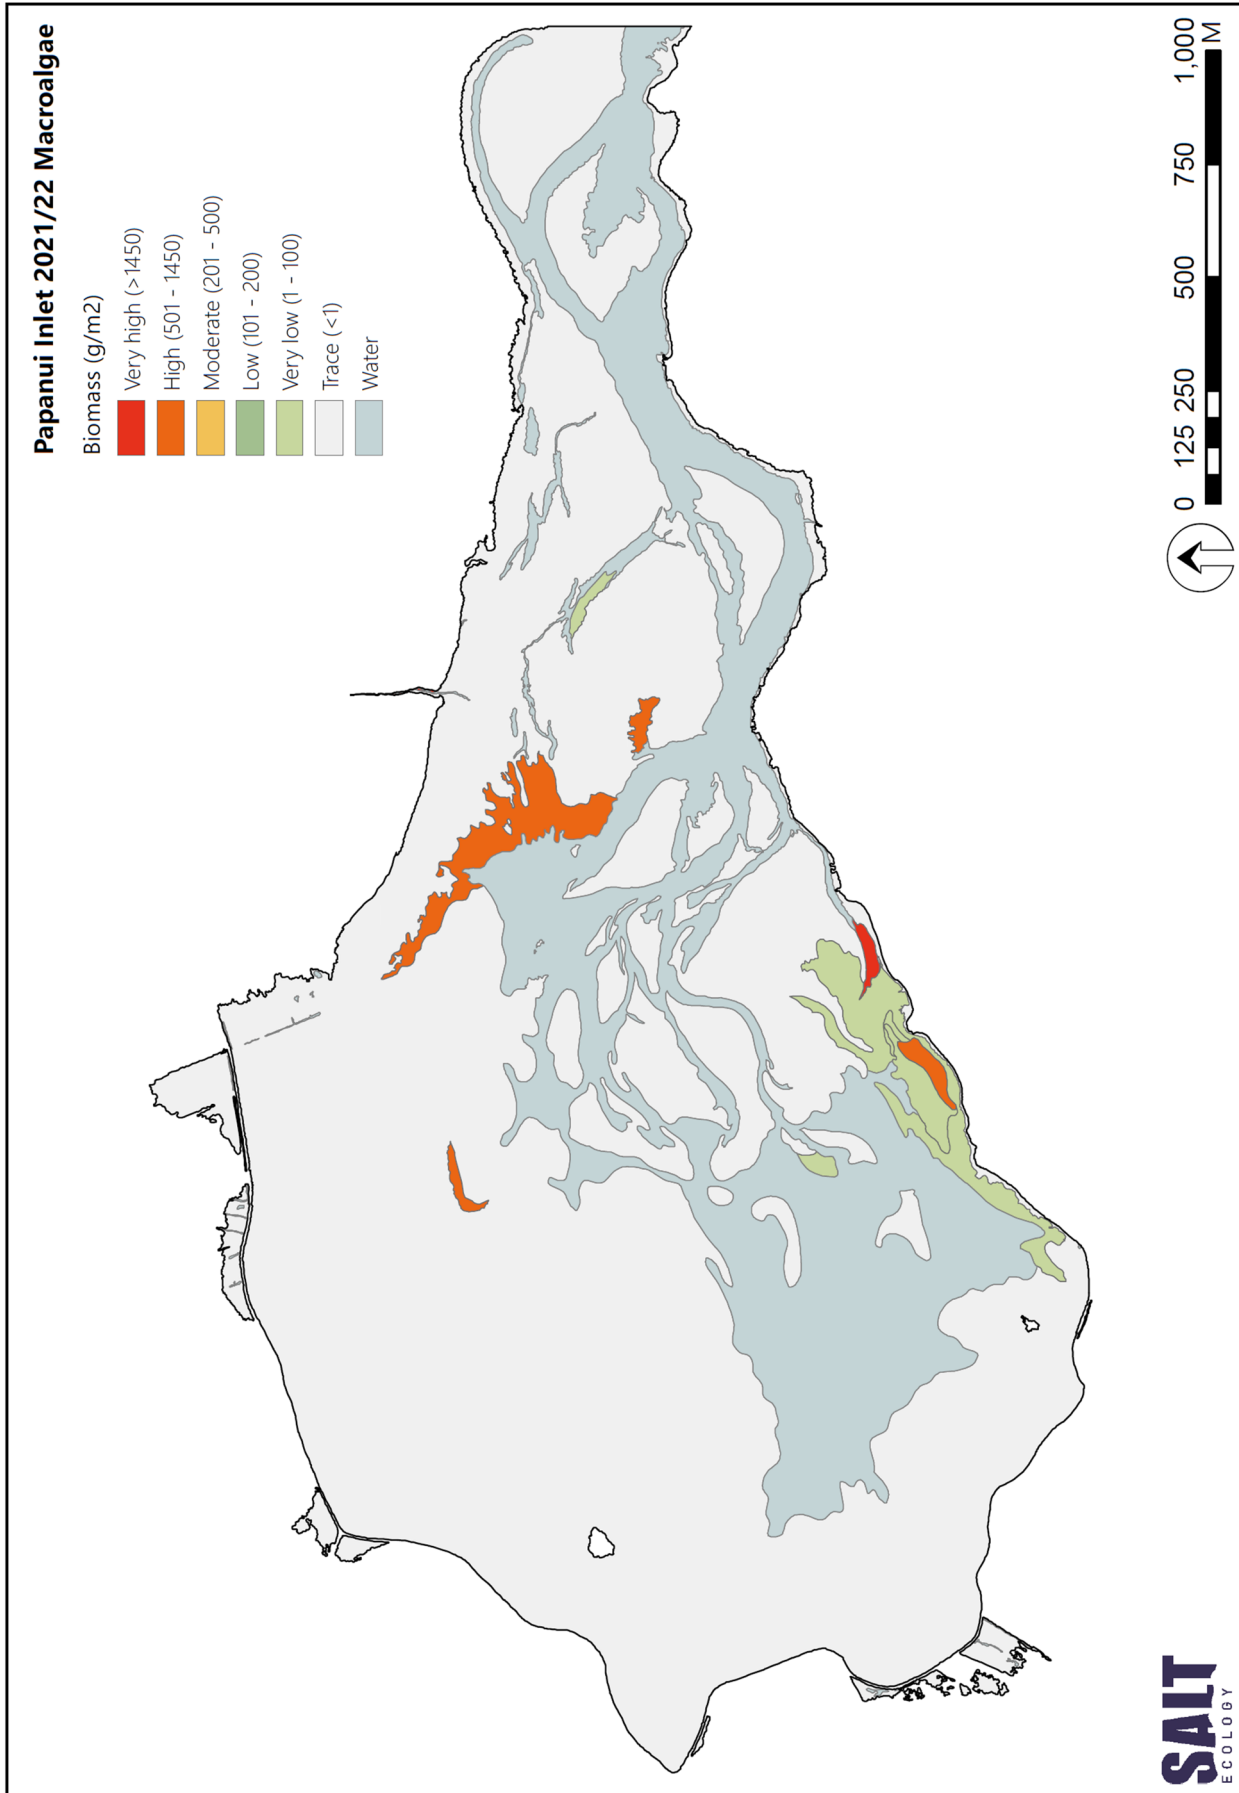 Papanui Inlet 2021/22 Macroalgae
Biomass (g/m2)
Very high (>1450)
High (501 - 1450)
Moderate (201 - 500)
Low (101 - 200)
Very low (1 - 100)
Trace (<1)
Water
0 125 250 500 750 1,000
M
SALT
ECOLOGY